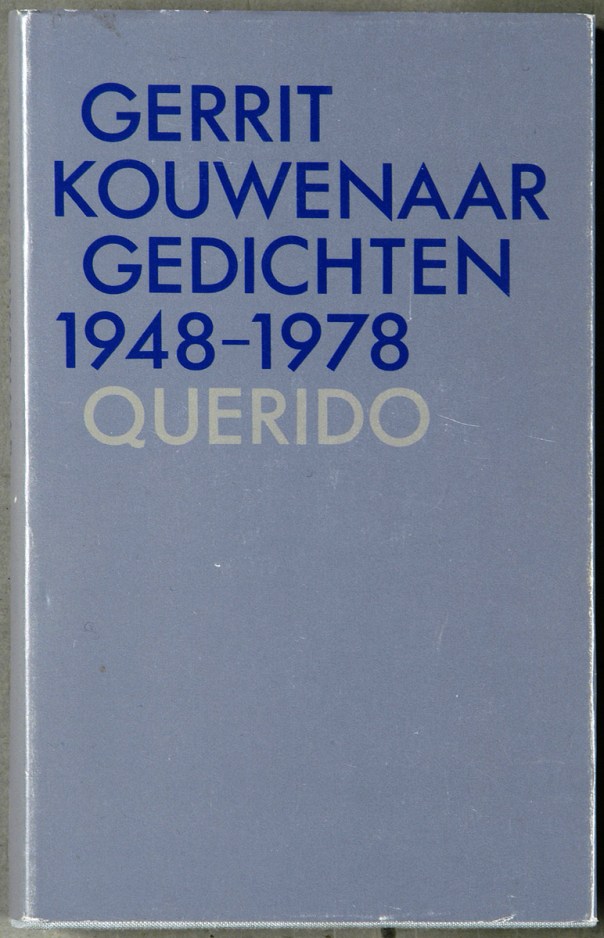 GERRIT
KOUWENAAR
GEDICHTEN
1948–1978
QUERIDO